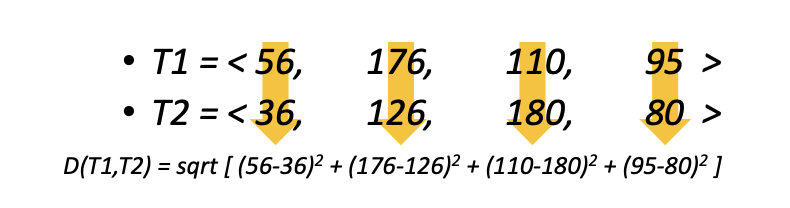 • T1 = < 56, 176, 110, 95 >
• T2 = < 36, 126, 180, 80 >
D(T1,T2) = sqrt [ (56-36)² + (176-126)² + (110-180)² + (95-80)² ]